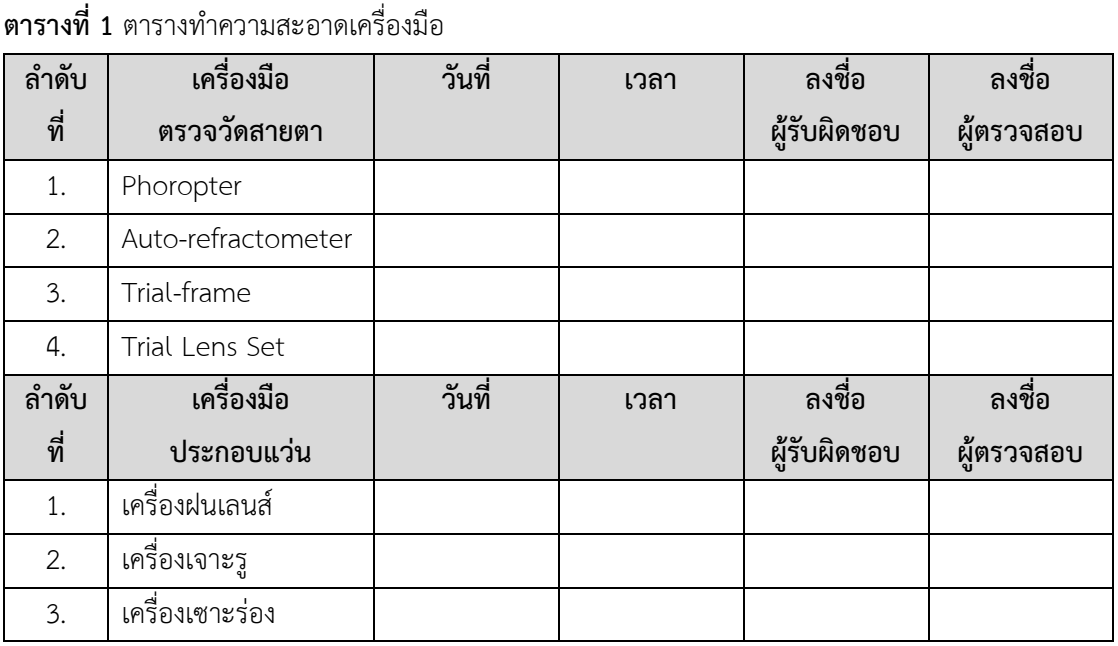 ตารางที่ 1 ตารางทำความสะอาดเครื่องมือ
ลำดับ เครื่องมือ วันที่ เวลา ลงชื่อ ลงชื่อ
ที่ ตรวจวัดสายตา ผู้รับผิดชอบ ผู้ตรวจสอบ
1. Phoropter
2. Auto-refractometer
3. Trial-frame
4. Trial Lens Set
ลำดับ เครื่องมือ วันที่ เวลา ลงชื่อ ลงชื่อ
ที่ ประกอบแว่น ผู้รับผิดชอบ ผู้ตรวจสอบ
1. เครื่องฝนเลนส์
2. เครื่องเจาะรู
3. เครื่องเซาะร่อง